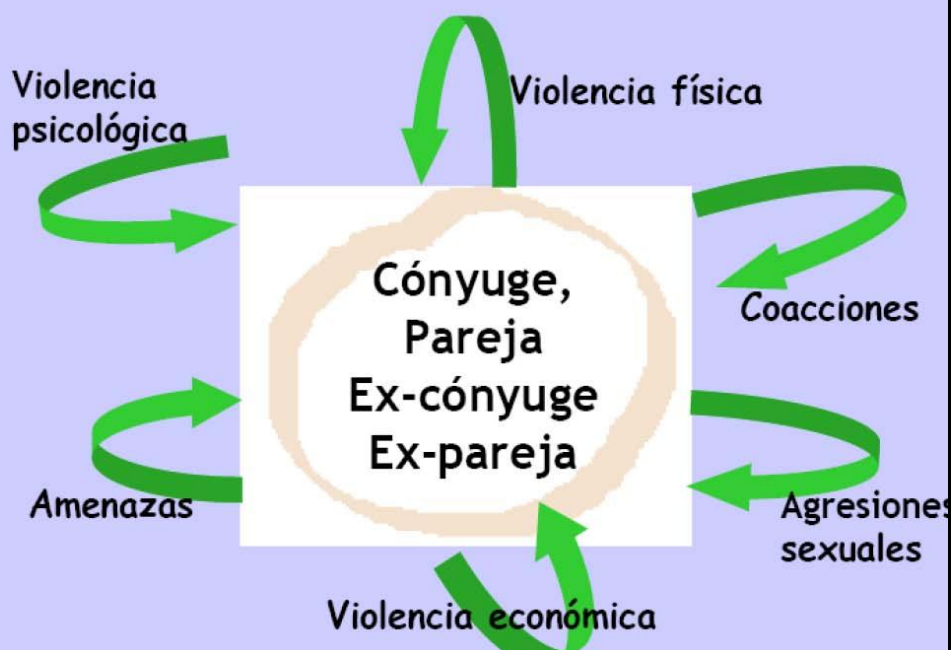 Violencia
psicológica
Violencia física
Cónyuge,
Pareja
Ex-cónyuge
Ex-pareja
Coacciones
Amenazas
Agresiones
sexuales
Violencia económica